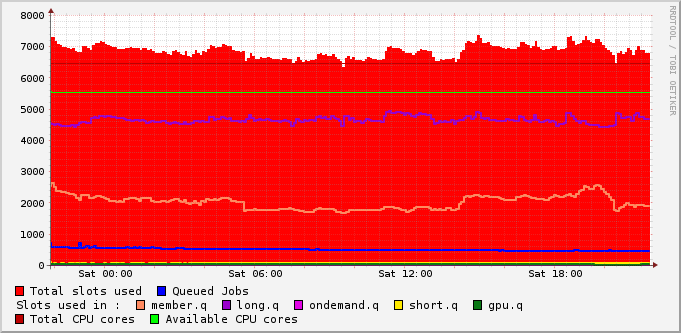 8000
7000
6000
5000
4000
3000
2000
1000
0
Sat 00:00 Sat 06:00 Sat 12:00 Sat 18:00
Total slots used Queued Jobs
Slots used in : member.q long.q ondemand.q short.q gpu.q
Total CPU cores Available CPU cores
RRDTOOL / TOBI OETIKER